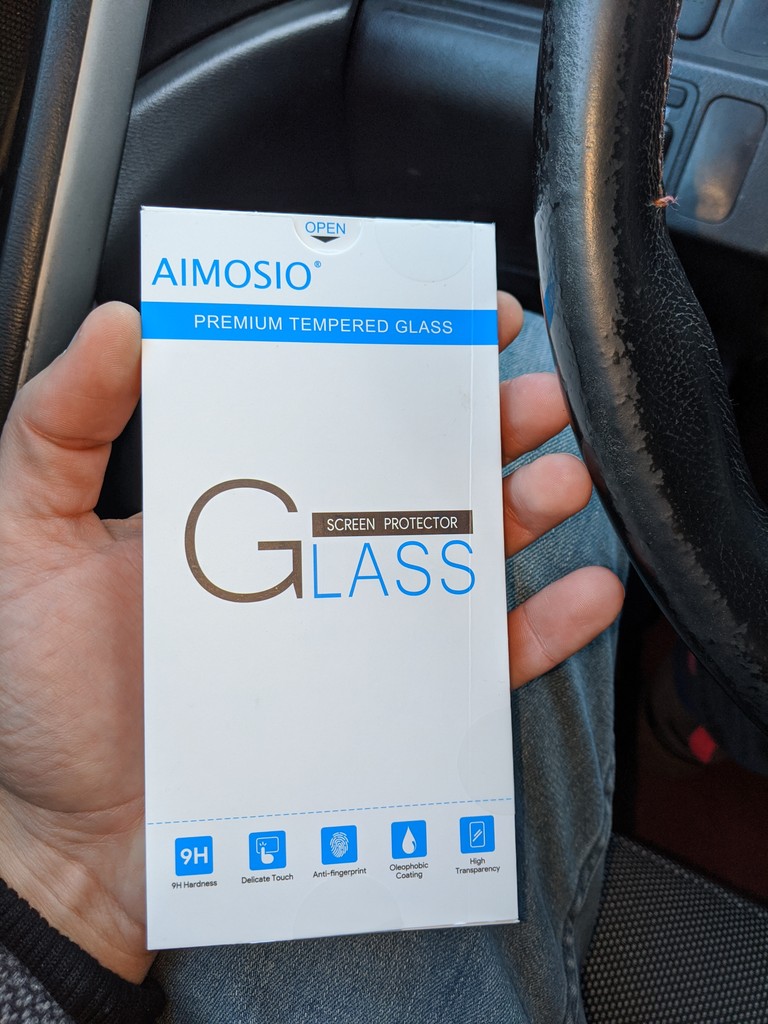 OPEN
AIMOSIO®
PREMIUM TEMPERED GLASS
SCREEN PROTECTOR
GLASS
9H
9H Hardness
Delicate Touch
Anti-fingerprint
Oleophobic
Coating
High
Transparency